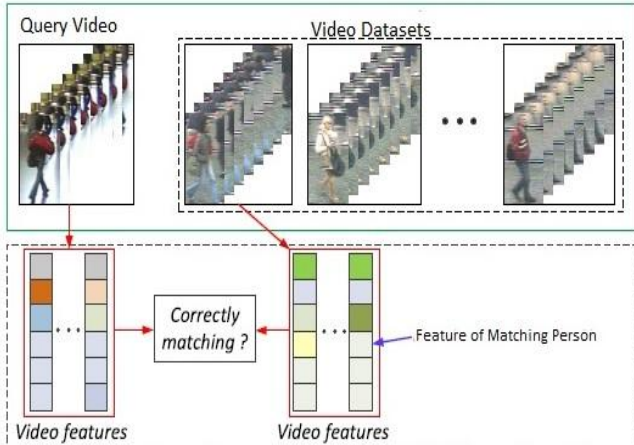 Query Video
Video Datasets
Correctly
matching ?
Feature of Matching Person
Video features
Video features